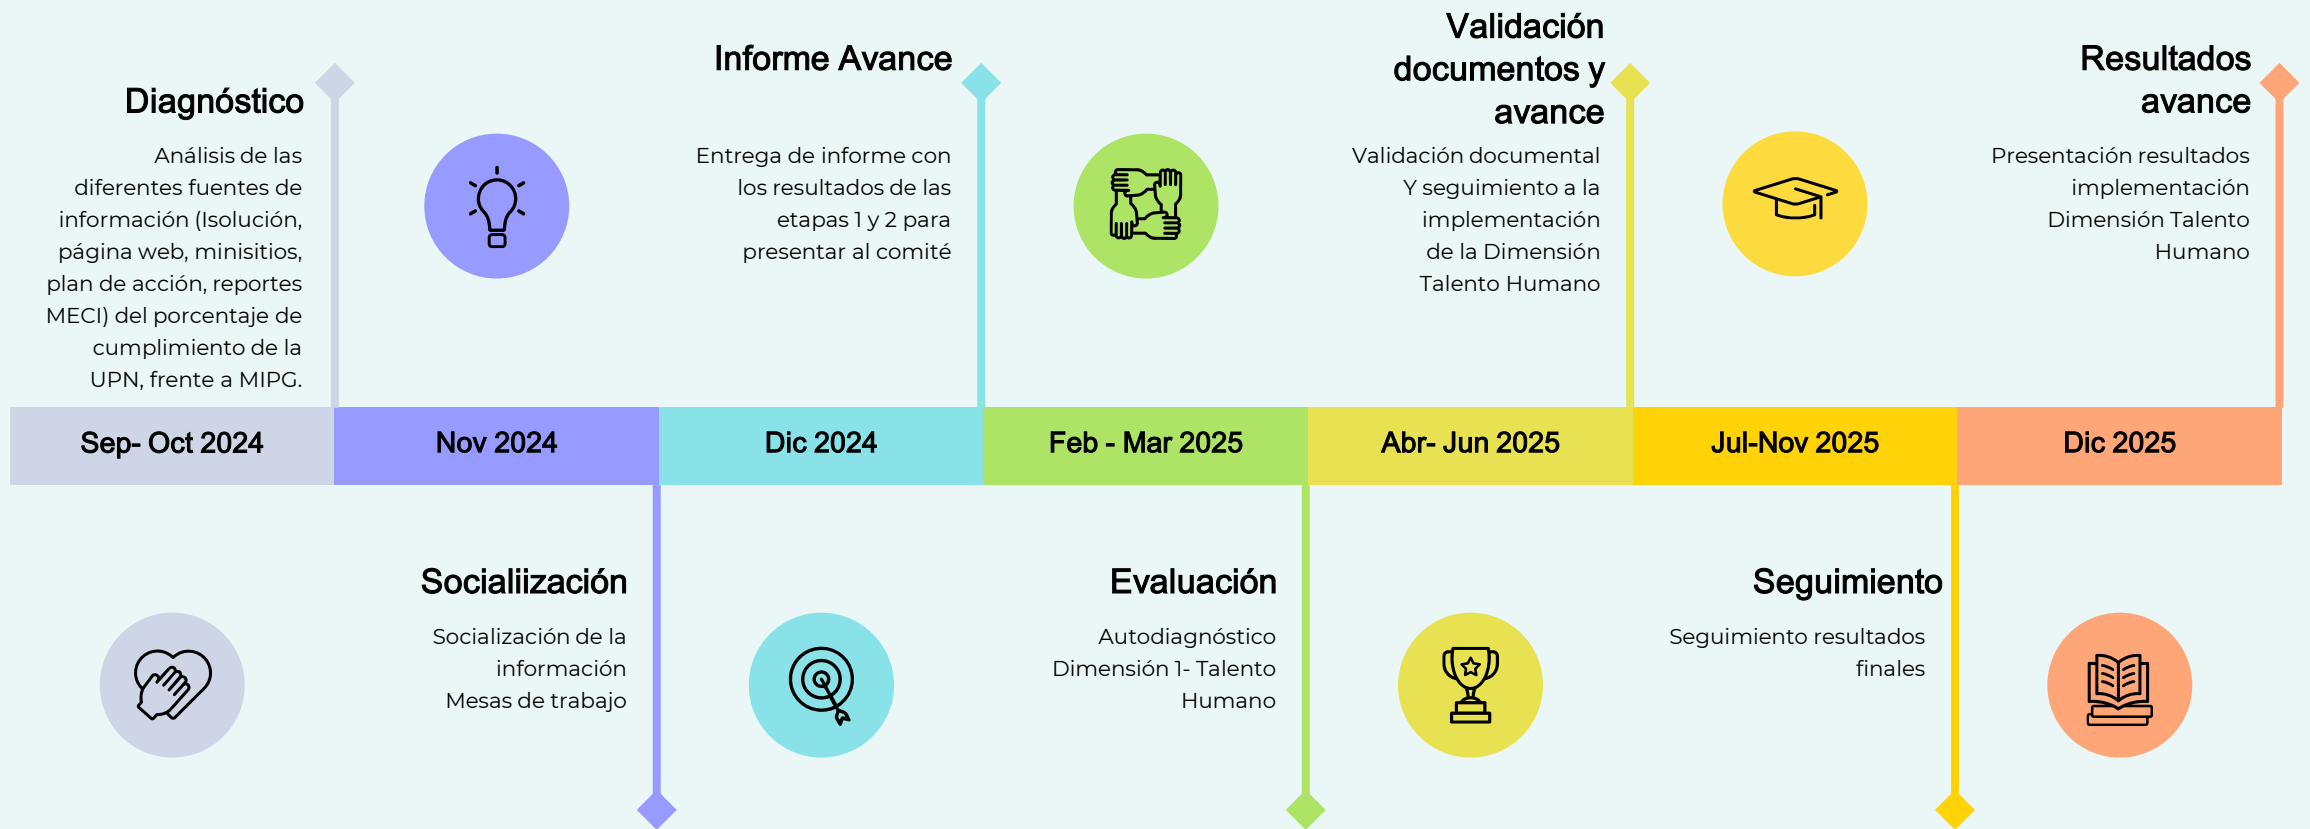 Diagnóstico
Análisis de las
diferentes fuentes de
información (Isolución,
página web, minisitios,
plan de acción, reportes
MECI) del porcentaje de
cumplimiento de la
UPN, frente a MIPG.
Informe Avance
Entrega de informe con
los resultados de las
etapas 1 y 2 para
presentar al comité
Validación
documentos y
avance
Validación documental
Y seguimiento a la
implementación
de la Dimensión
Talento Humano
Resultados
avance
Presentación resultados
implementación
Dimensión Talento
Humano
Sep- Oct 2024
Nov 2024
Dic 2024
Feb - Mar 2025
Abr- Jun 2025
Jul-Nov 2025
Dic 2025
Socialiización
Socialización de la
información
Mesas de trabajo
Evaluación
Autodiagnóstico
Dimensión 1- Talento
Humano
Seguimiento
Seguimiento resultados
finales